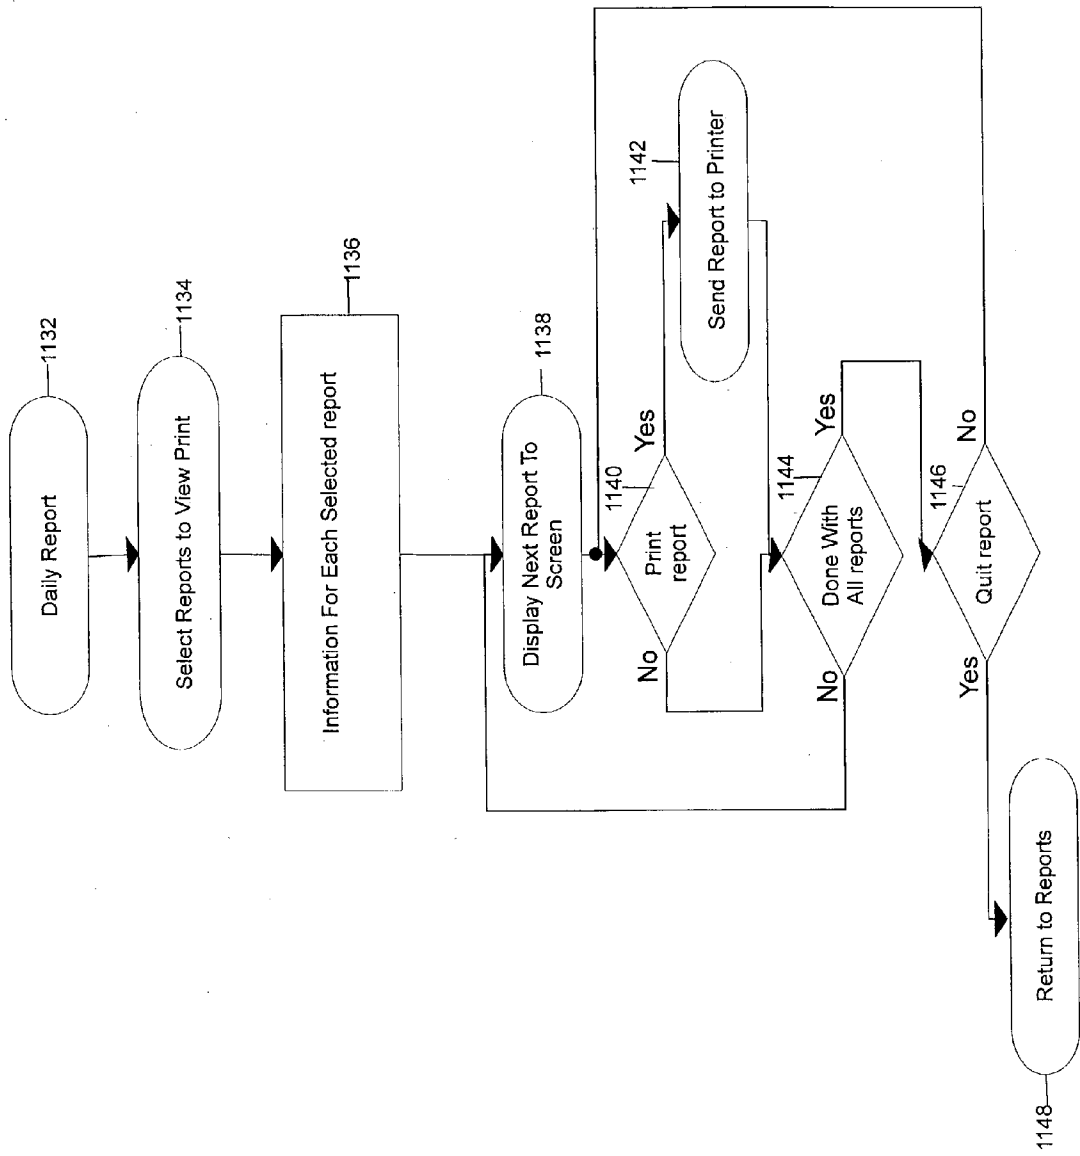 Daily Report
1132
Select Reports to View Print
1134
Information For Each Selected report
1136
Display Next Report To
Screen
1138
Print
report
1140
Yes
No
Send Report to Printer
1142
Done With
All reports
1144
Yes
No
Quit report
1146
No
Yes
Return to Reports
1148